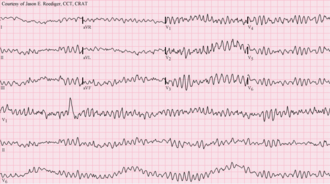 Courtesy of Jason E. Roediger, CCT, CRAT
I aVR V₁ V₄
II aVL V₂ V₅
III aVF V₃ V₆
V₁
II
V₆